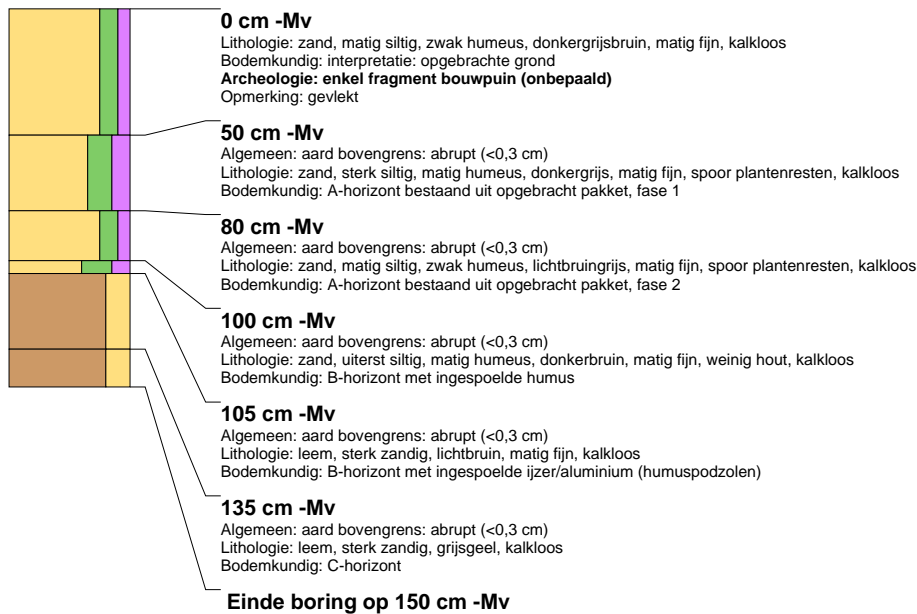 0 cm -Mv
Lithologie: zand, matig siltig, zwak humeus, donkergrijsbruin, matig fijn, kalkloos
Bodemkundig: interpretatie: opgebrachte grond
Archeologie: enkel fragment bouwpuin (onbepaald)
Opmerking: gevlekt
50 cm -Mv
Algemeen: aard bovengrens: abrupt (<0,3 cm)
Lithologie: zand, sterk siltig, matig humeus, donkergrijs, matig fijn, spoor plantenresten, kalkloos
Bodemkundig: A-horizont bestaand uit opgebracht pakket, fase 1
80 cm -Mv
Algemeen: aard bovengrens: abrupt (<0,3 cm)
Lithologie: zand, matig siltig, zwak humeus, lichtbruingrijs, matig fijn, spoor plantenresten, kalkloos
Bodemkundig: A-horizont bestaand uit opgebracht pakket, fase 2
100 cm -Mv
Algemeen: aard bovengrens: abrupt (<0,3 cm)
Lithologie: zand, uiterst siltig, matig humeus, donkerbruin, matig fijn, weinig hout, kalkloos
Bodemkundig: B-horizont met ingespoelde humus
105 cm -Mv
Algemeen: aard bovengrens: abrupt (<0,3 cm)
Lithologie: leem, sterk zandig, lichtbruin, matig fijn, kalkloos
Bodemkundig: B-horizont met ingespoelde ijzer/aluminium (humuspodzolen)
135 cm -Mv
Algemeen: aard bovengrens: abrupt (<0,3 cm)
Lithologie: leem, sterk zandig, grijsgeel, kalkloos
Bodemkundig: C-horizont
Einde boring op 150 cm -Mv